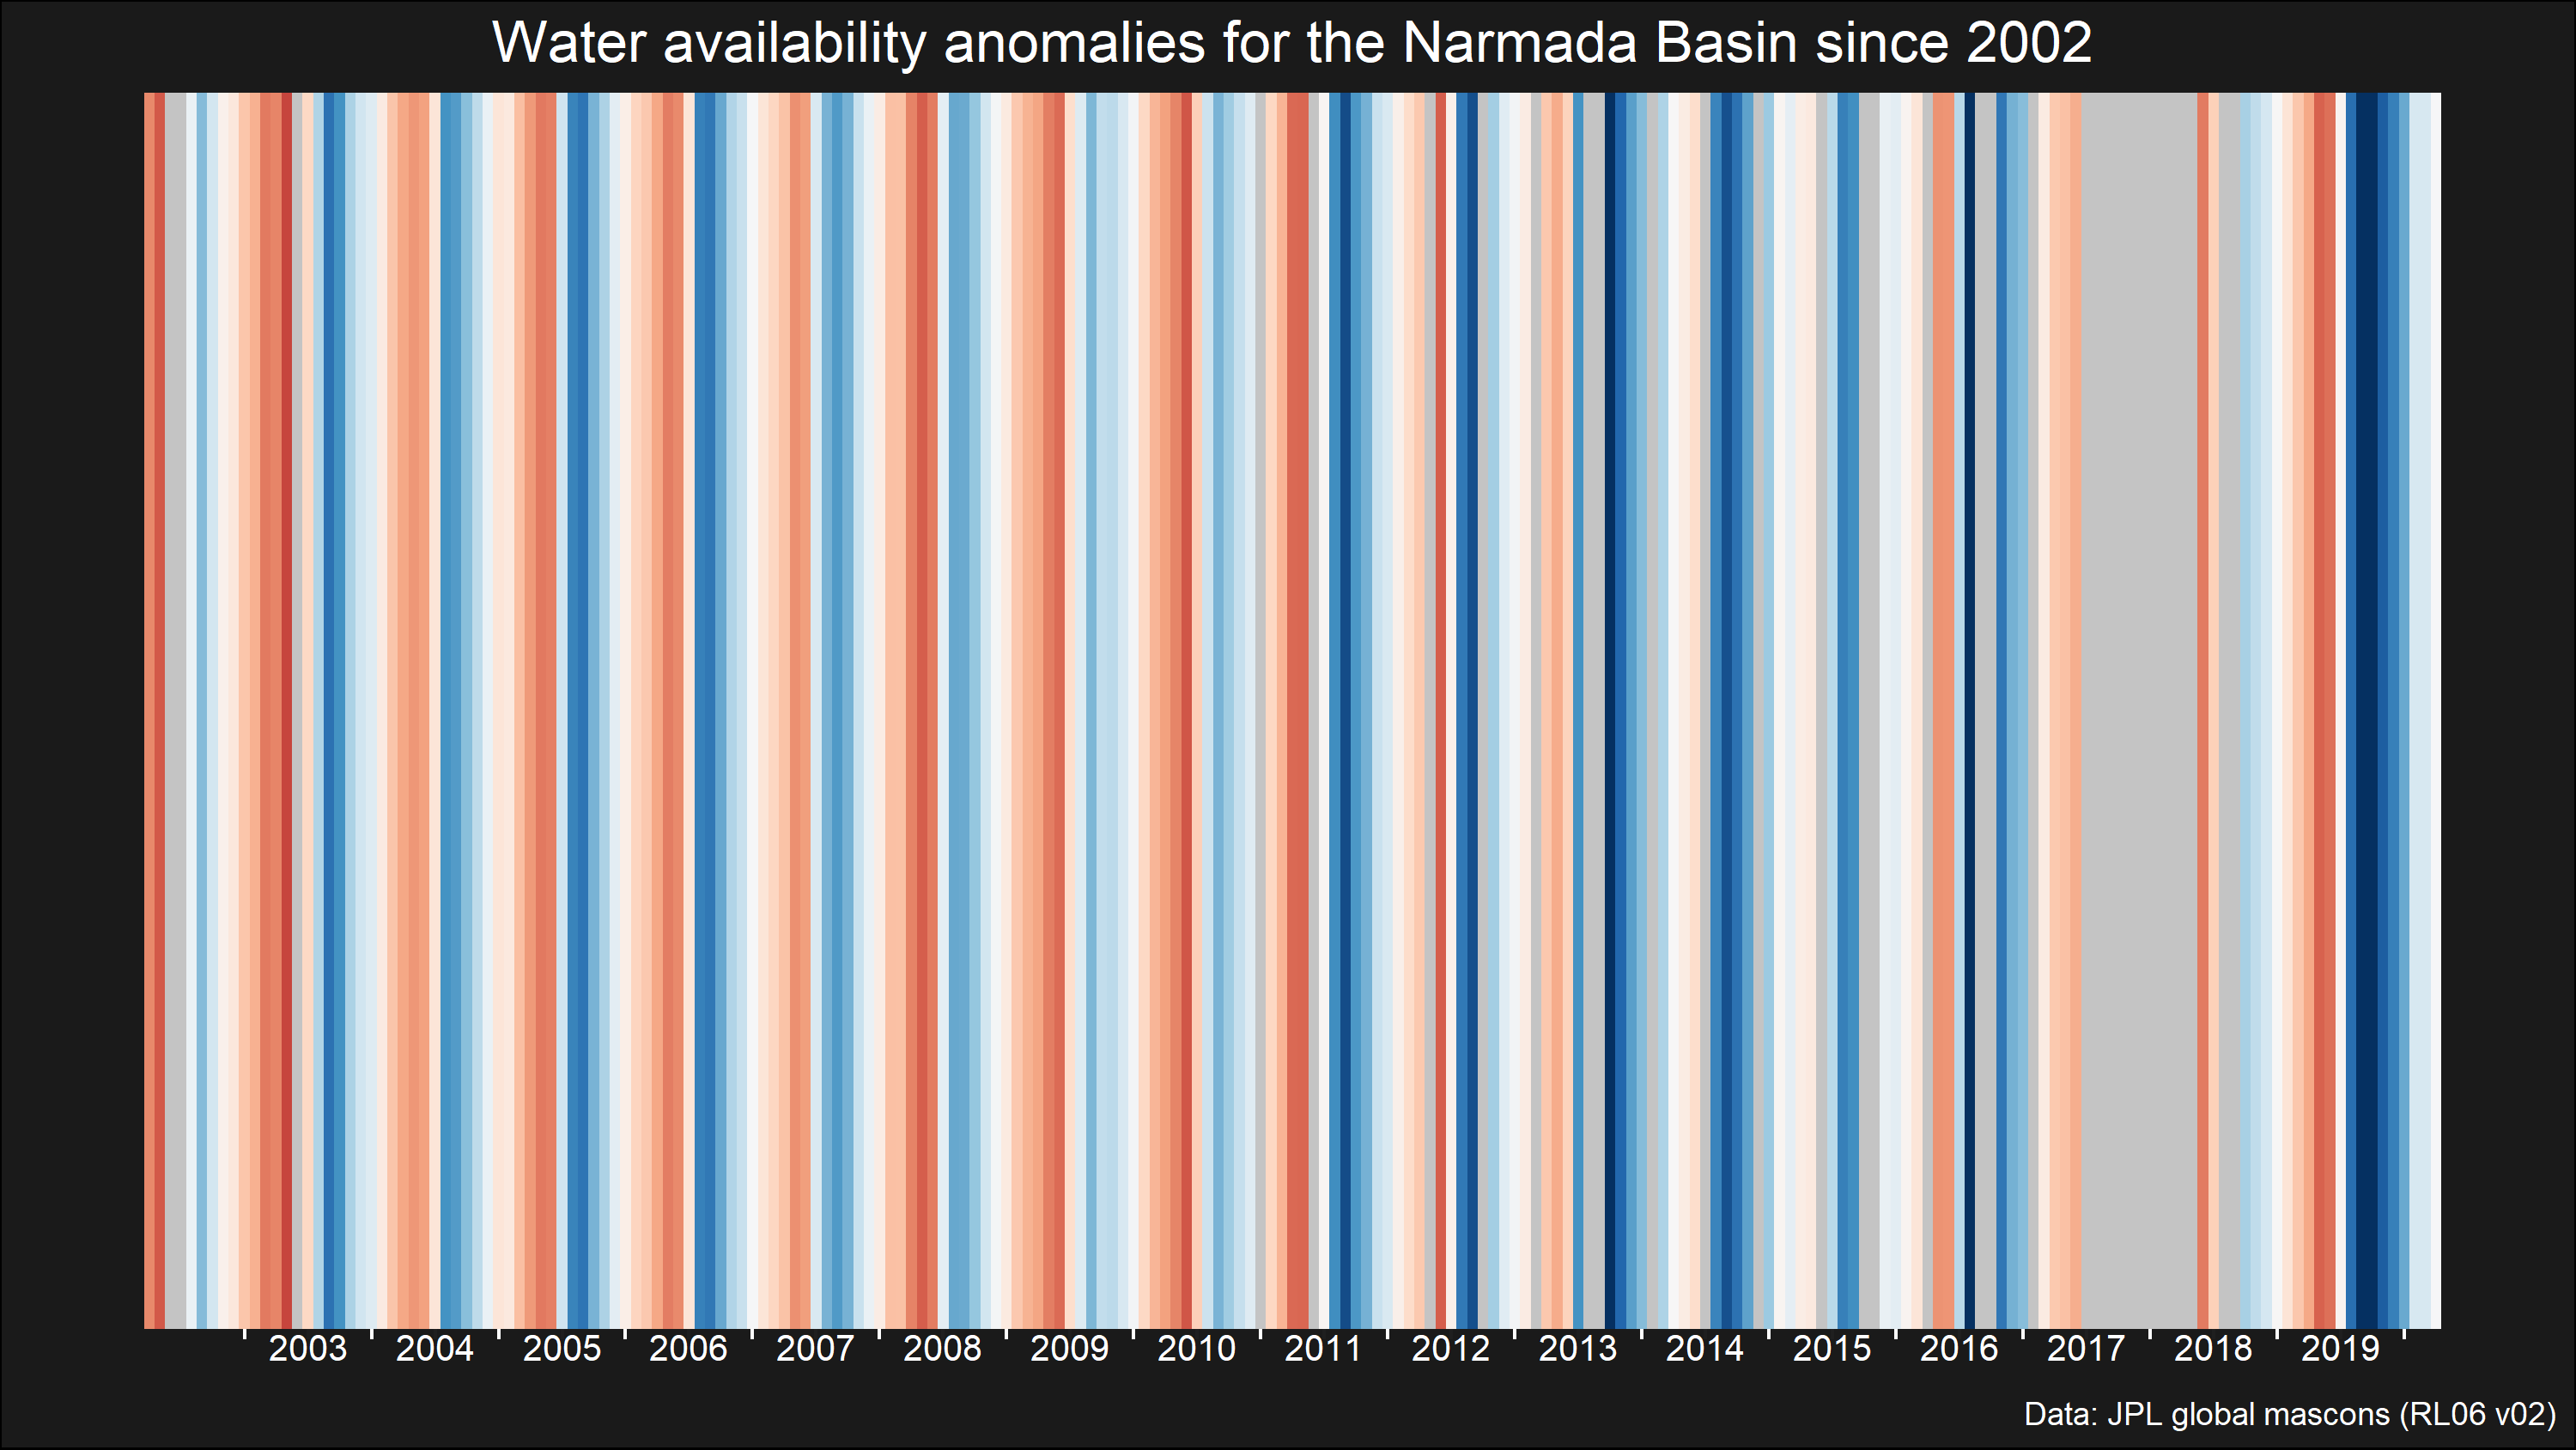 Water availability anomalies for the Narmada Basin since 2002
2003 2004 2005 2006 2007 2008 2009 2010 2011 2012 2013 2014 2015 2016 2017 2018 2019
Data: JPL global mascons (RL06 v02)